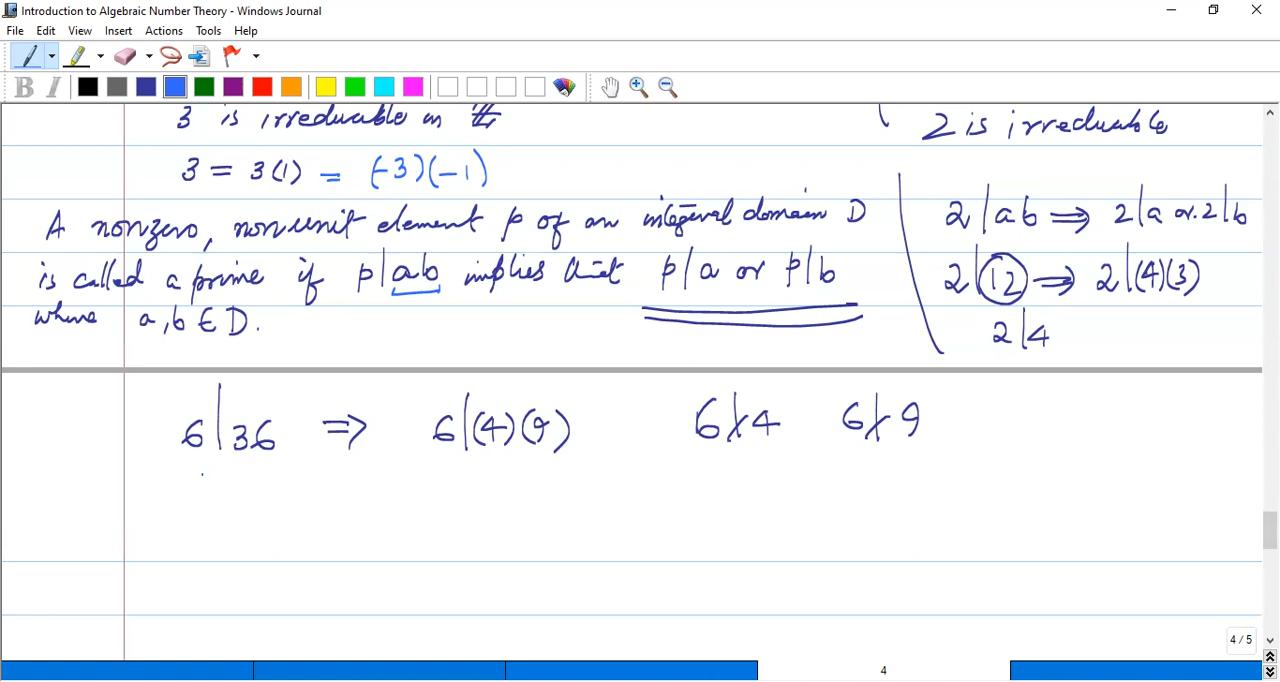 Introduction to Algebraic Number Theory - Windows Journal
File Edit View Insert Actions Tools Help
B I
3 is irreducible in ℤ
3 = 3(1) = (-3)(-1)
A nonzero, nonunit element p of an integral domain D
is called a prime if p|ab implies that p|a or p|b
where a,b ∈ D.
2 is irreducible
2|ab ⟹ 2|a or 2|b
2|12 ⟹ 2|(4)(3)
2|4
6|36 ⟹ 6|(4)(9) 6∤4 6∤9
4 / 5
4